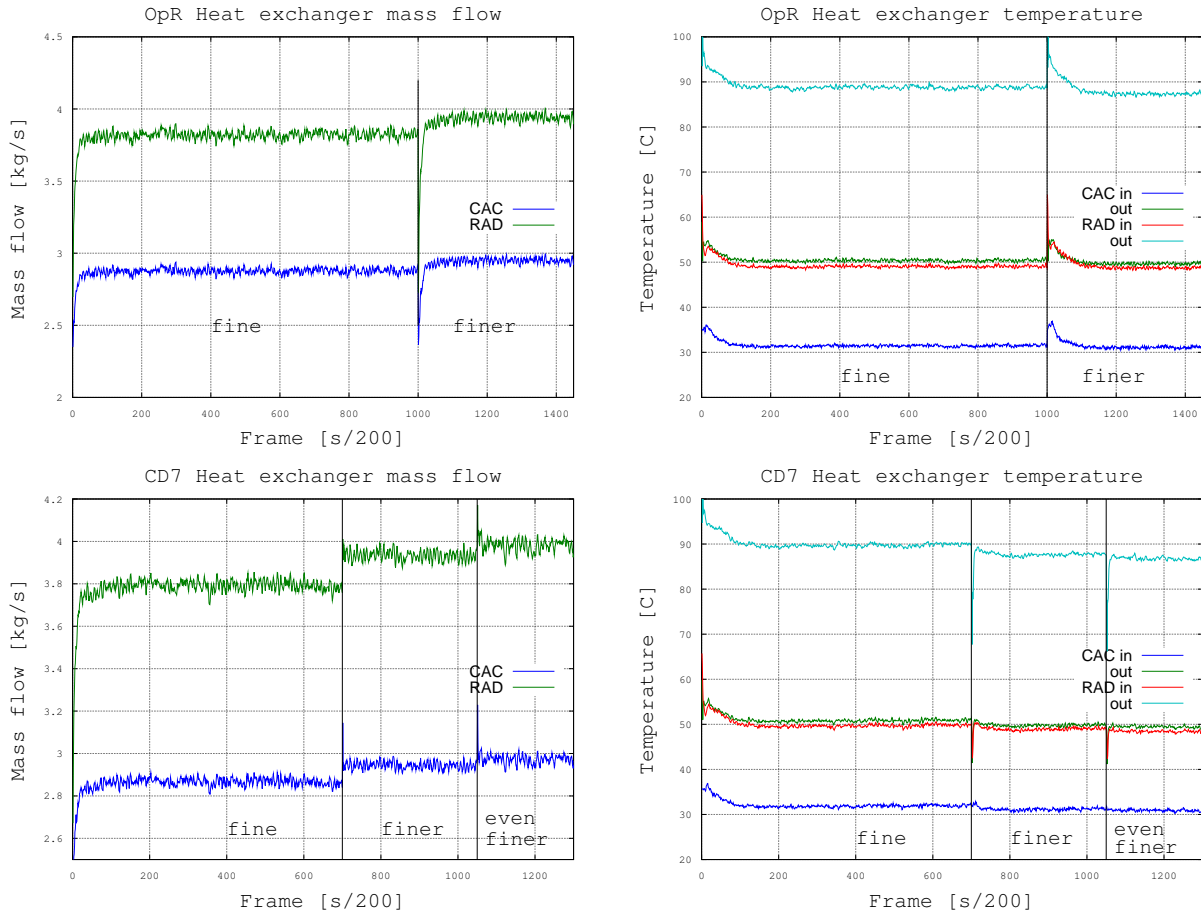 OpR Heat exchanger mass flow
4.5
4
3.5
3
2.5
2
Mass flow [kg/s]
CAC
RAD
fine
finer
0 200 400 600 800 1000 1200 1400
Frame [s/200]
OpR Heat exchanger temperature
100
90
80
70
60
50
40
30
20
Temperature [C]
CAC in
out
RAD in
out
fine
finer
0 200 400 600 800 1000 1200 1400
Frame [s/200]
CD7 Heat exchanger mass flow
4.2
4
3.8
3.6
3.4
3.2
3
2.8
2.6
Mass flow [kg/s]
CAC
RAD
fine
finer
even
finer
0 200 400 600 800 1000 1200
Frame [s/200]
CD7 Heat exchanger temperature
100
90
80
70
60
50
40
30
20
Temperature [C]
CAC in
out
RAD in
out
fine
finer
even
finer
0 200 400 600 800 1000 1200
Frame [s/200]